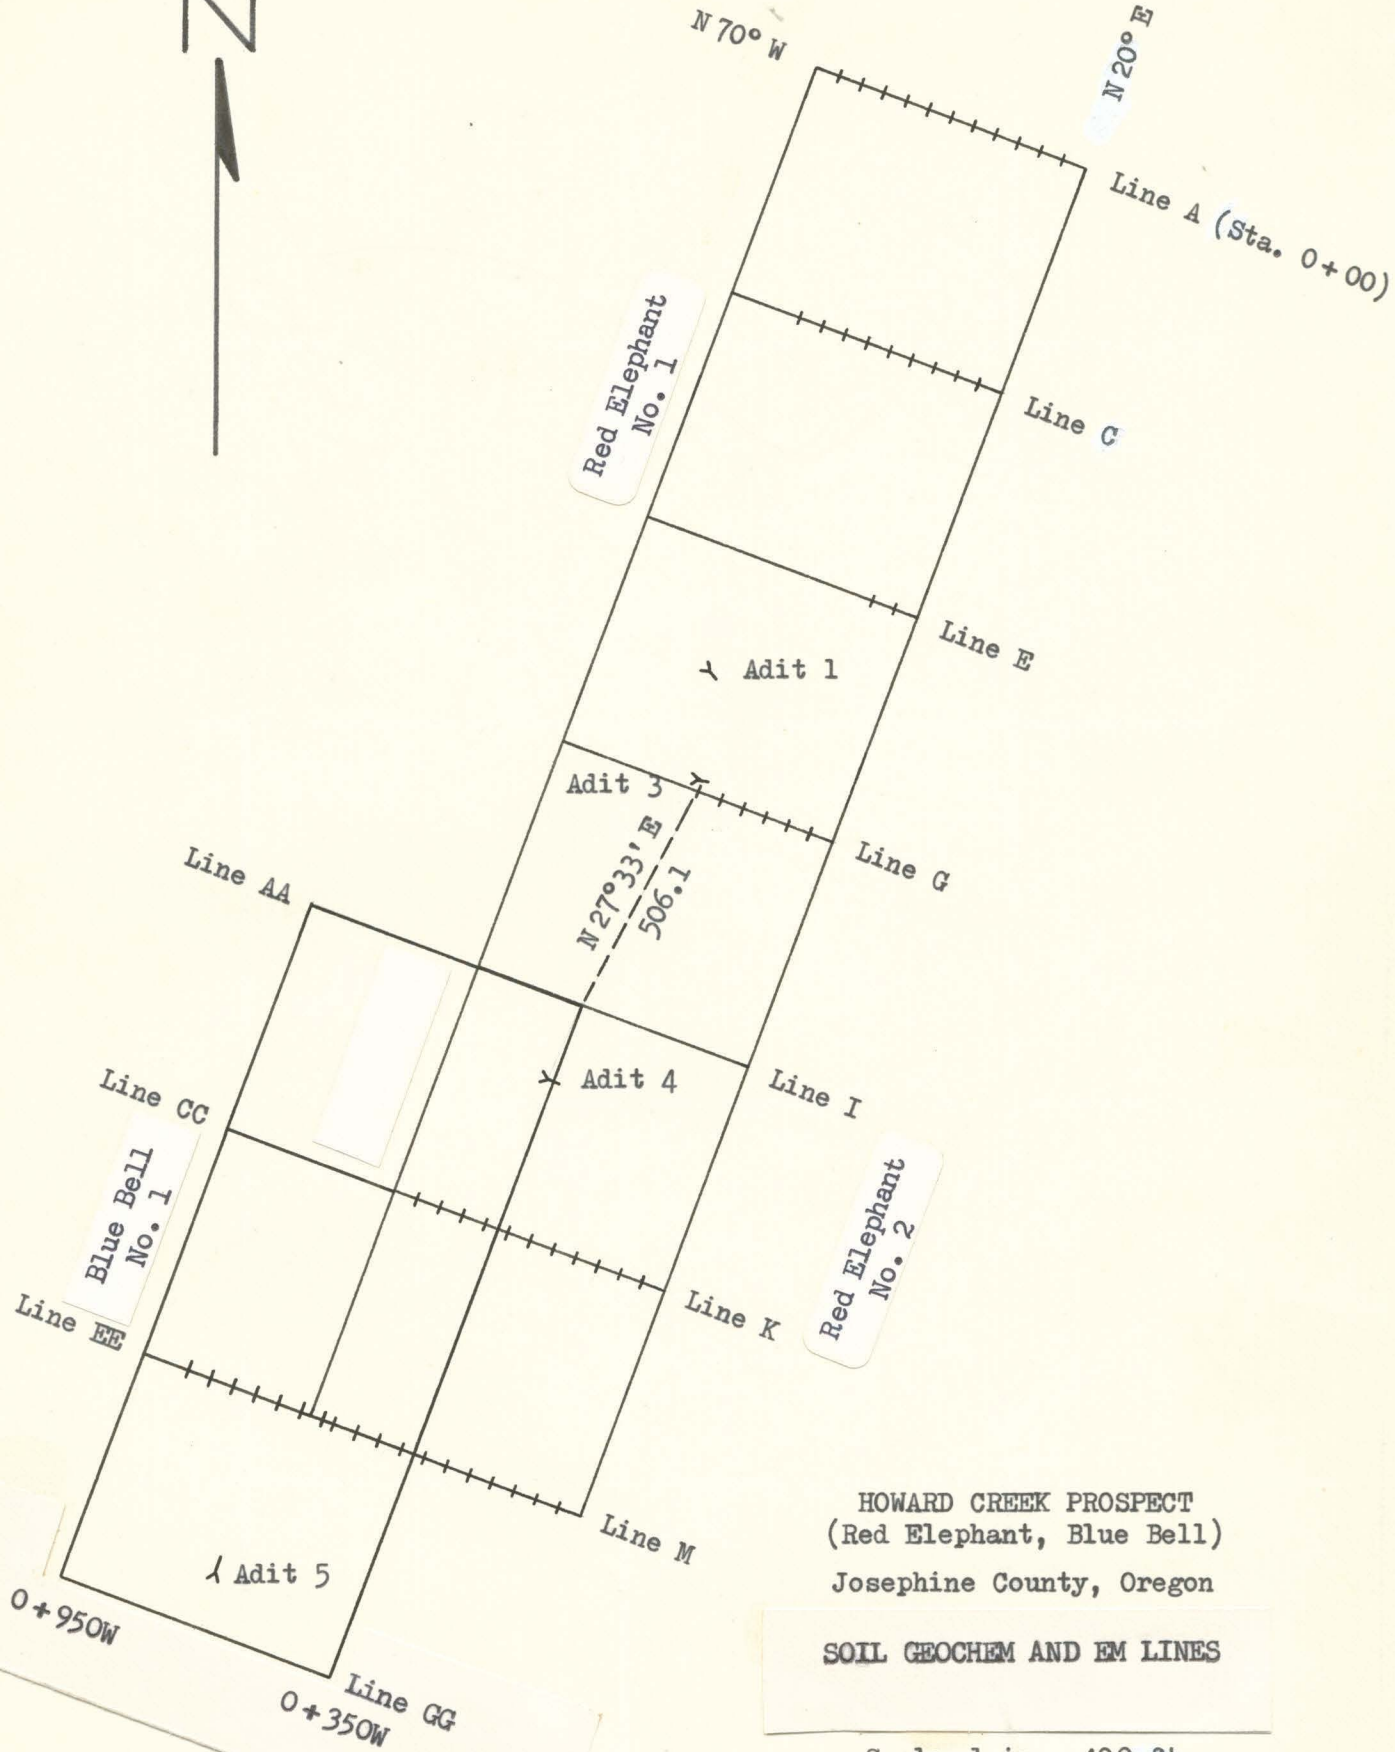 N
N 70° W
N 20° E
Line A (Sta. 0+00)
Red Elephant
No. 1
Line C
Line E
Adit 1
Adit 3
N 27°33' E
506.1
Line G
Line AA
Adit 4
Line I
Line CC
Blue Bell
No. 1
Red Elephant
No. 2
Line K
Line EE
Line M
Adit 5
0+950W
Line GG
0+350W
HOWARD CREEK PROSPECT
(Red Elephant, Blue Bell)
Josephine County, Oregon
SOIL GEOCHEM AND EM LINES